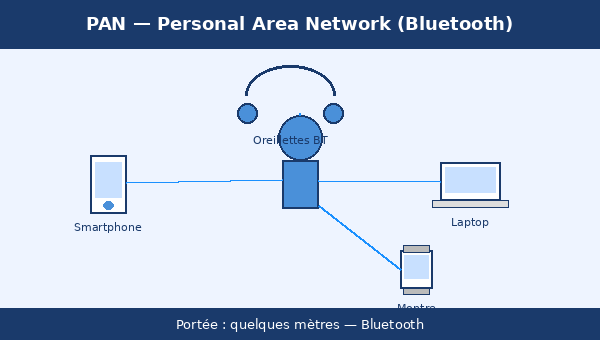 PAN — Personal Area Network (Bluetooth)
Oreillettes BT
Smartphone
Laptop
Montre
Portée : quelques mètres — Bluetooth